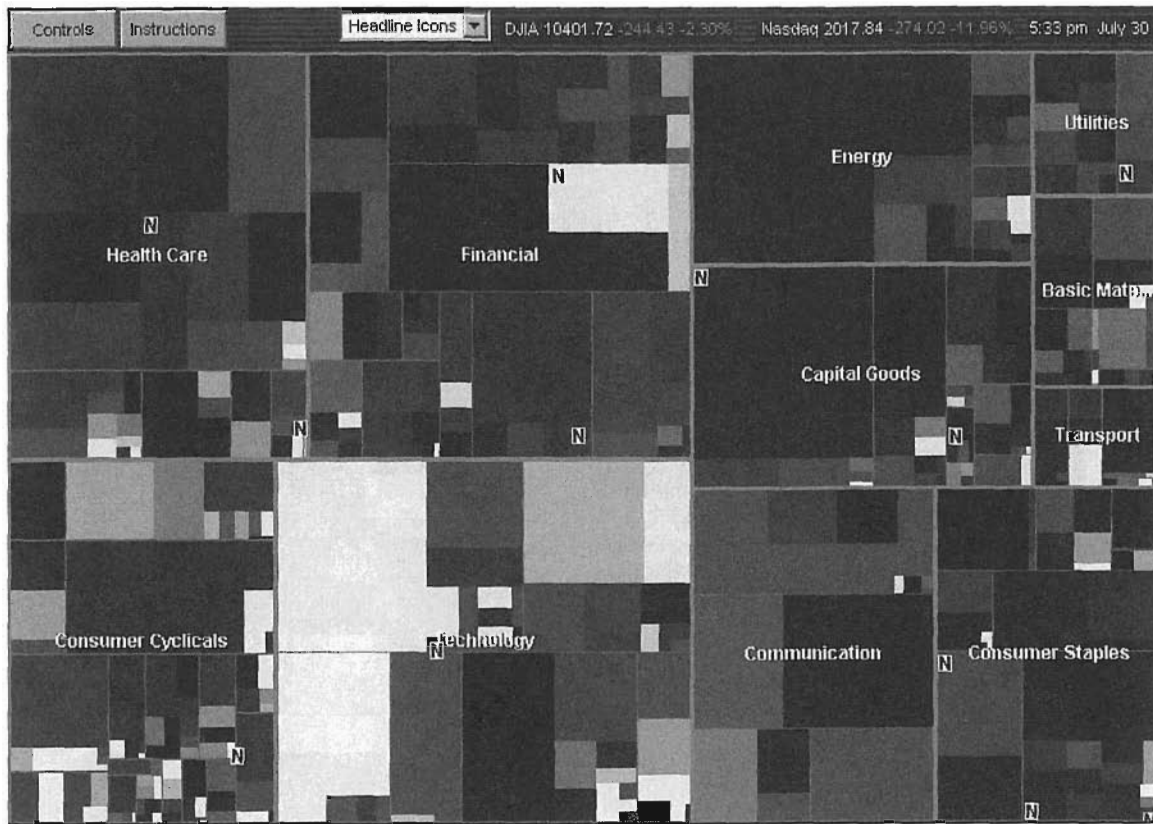 Controls Instructions Headline Icons DJIA 10401.72 -244.43 -2.30% Nasdaq 2017.84 -274.02 -11.96% 5:33 pm July 30
Utilities
Energy
N
N
N
Health Care
Financial
N
Basic Mate...
Capital Goods
N
N
N
Transport
Consumer Cyclicals
Technology
N
Communication
Consumer Staples
N
N
N
N